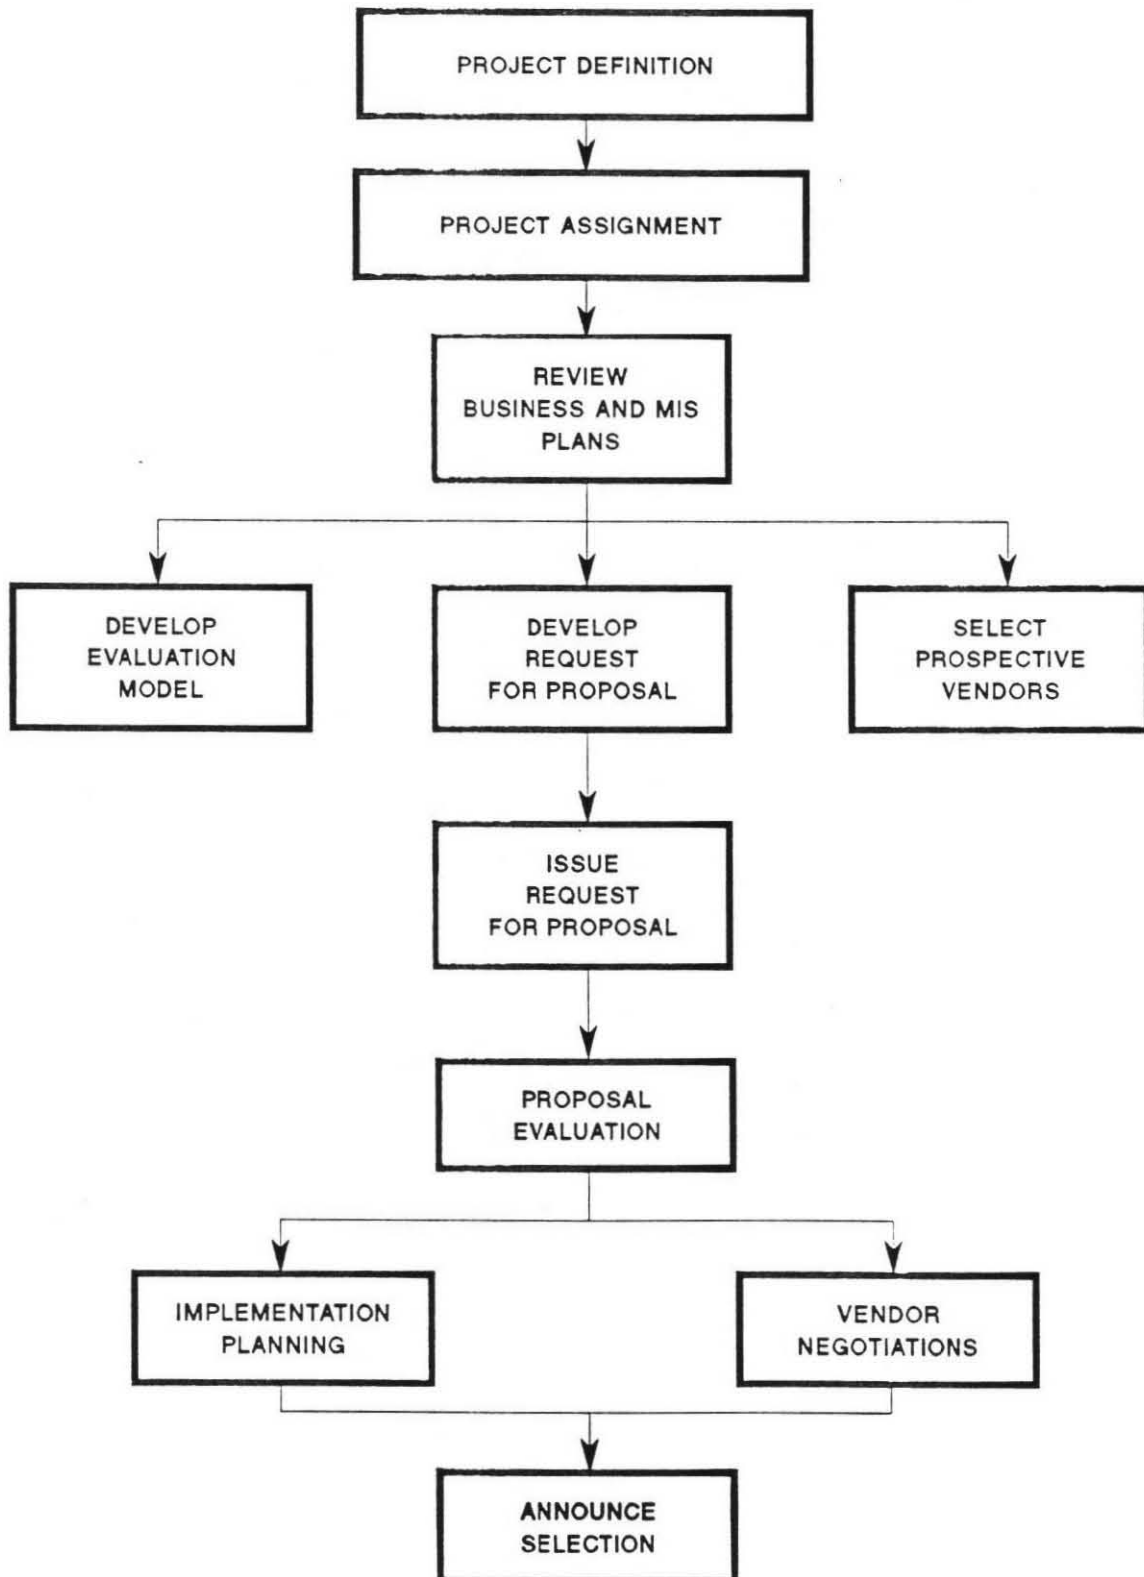 PROJECT DEFINITION
PROJECT ASSIGNMENT
REVIEW
BUSINESS AND MIS
PLANS
DEVELOP
EVALUATION
MODEL
DEVELOP
REQUEST
FOR PROPOSAL
SELECT
PROSPECTIVE
VENDORS
ISSUE
REQUEST
FOR PROPOSAL
PROPOSAL
EVALUATION
IMPLEMENTATION
PLANNING
VENDOR
NEGOTIATIONS
ANNOUNCE
SELECTION